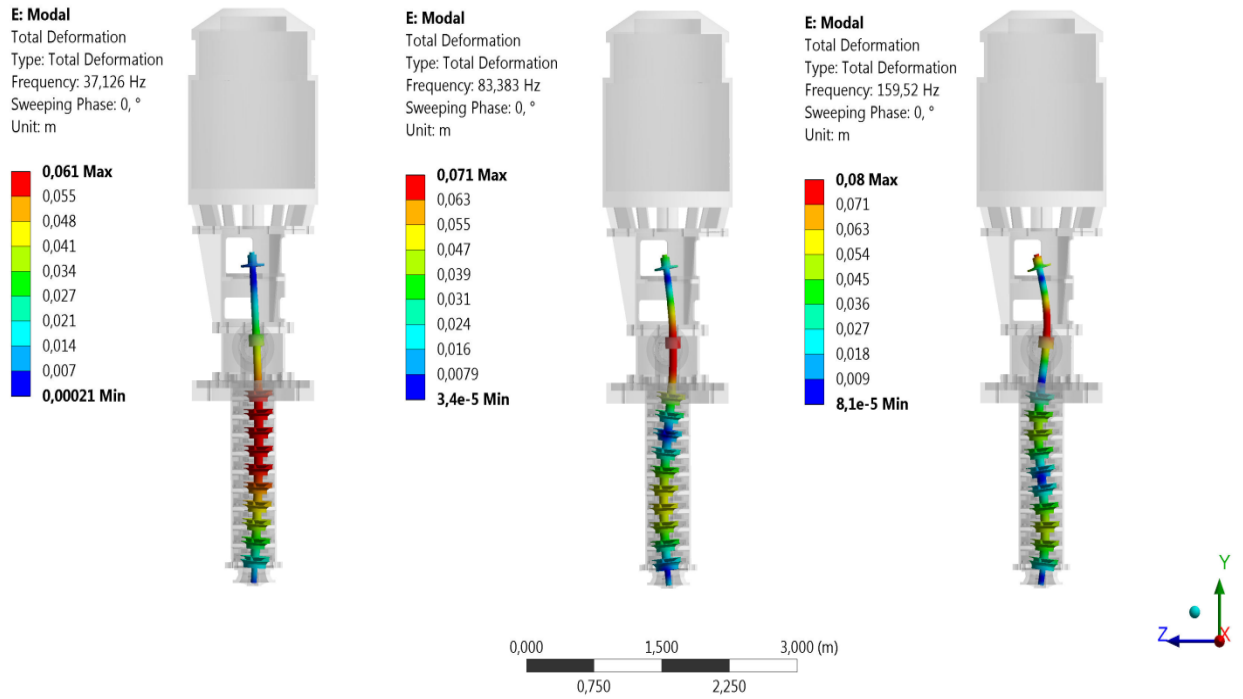 E: Modal
Total Deformation
Type: Total Deformation
Frequency: 37,126 Hz
Sweeping Phase: 0, °
Unit: m
0,061 Max
0,055
0,048
0,041
0,034
0,027
0,021
0,014
0,007
0,00021 Min
E: Modal
Total Deformation
Type: Total Deformation
Frequency: 83,383 Hz
Sweeping Phase: 0, °
Unit: m
0,071 Max
0,063
0,055
0,047
0,039
0,031
0,024
0,016
0,0079
3,4e-5 Min
E: Modal
Total Deformation
Type: Total Deformation
Frequency: 159,52 Hz
Sweeping Phase: 0, °
Unit: m
0,08 Max
0,071
0,063
0,054
0,045
0,036
0,027
0,018
0,009
8,1e-5 Min
0,000 1,500 3,000 (m)
0,750 2,250
Y
Z X